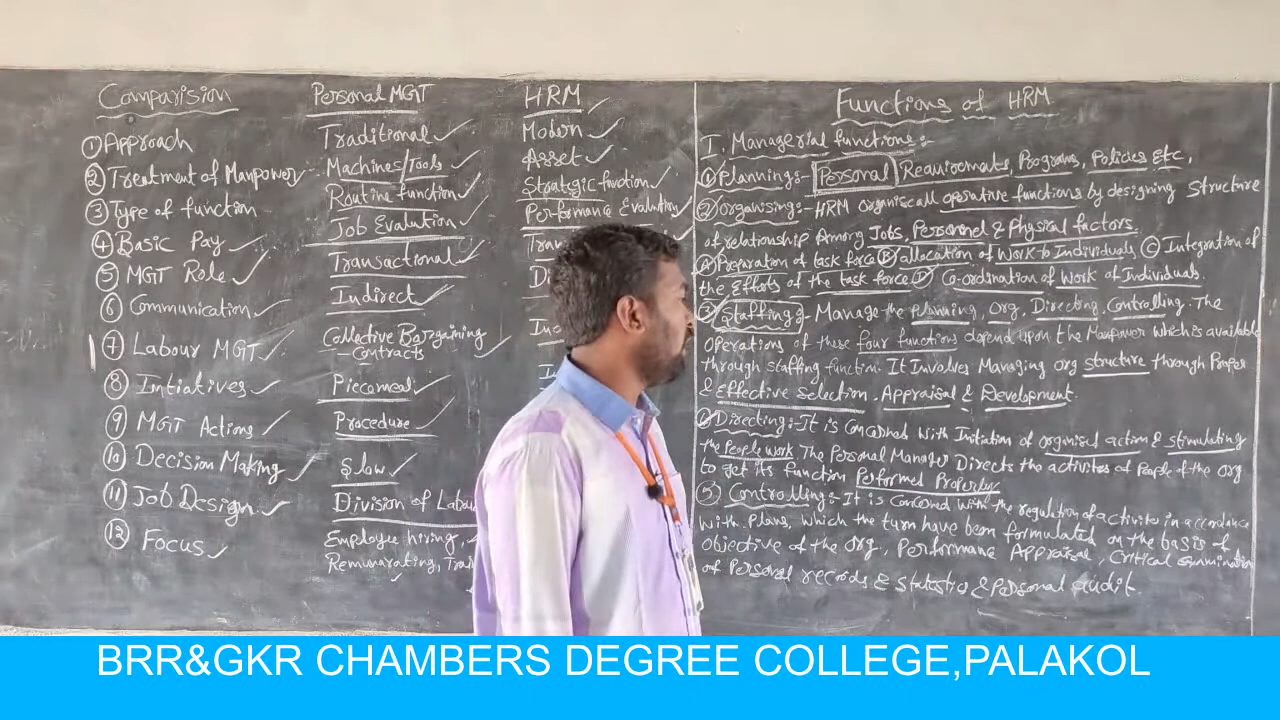 Comparision Personal MGT HRM
① Approach Traditional Modern
② Treatment of Manpower Machines/Tools Asset
③ Type of function Routine function Strategic function
④ Basic Pay Job Evaluation Performance Evaluation
⑤ MGT Role Transactional Tran
⑥ Communication Indirect D
⑦ Labour MGT Collective Bargaining In
- Contracts
⑧ Intiatives Piecemeal I
⑨ MGT Actions Procedure
10 Decision Making Slow
11 Job Design Division of Labou
12 Focus Employee hiring,
Remunarating, Trai
Functions of HRM
I. Managerial functions:-
① Planning:- Personal Requirements, Programs, Policies Etc,
② Organising:- HRM organise all operative functions by designing Structure
of relationship Among Jobs, Personnel & Physical factors.
Ⓐ Preparation of task force Ⓑ allocation of Work to Individuals Ⓒ Integration of
the Efforts of the task force Ⓓ Co-ordination of Work of Individuals.
③ Staffing:- Manage the planning, Org, Directing, Controlling. The
Operations of these four functions depend upon the Manpower which is available
through staffing function. It Involves Managing org structure through Proper
& Effective Selection, Appraisal & Development.
④ Directing:- It is Concerned With Initiation of organised action & stimulating
the People work. The Personal Manager Directs the activites of People of the org
to get its function Performed Properly.
⑤ Controlling:- It is Concerned with the regulation of activites in accordance
With Plans, which the turn have been formulated on the basis of
Objective of the Org., Performance Appraisal, Critical examination
of Personal records & Statistics & Personal audit.
BRR&GKR CHAMBERS DEGREE COLLEGE,PALAKOL